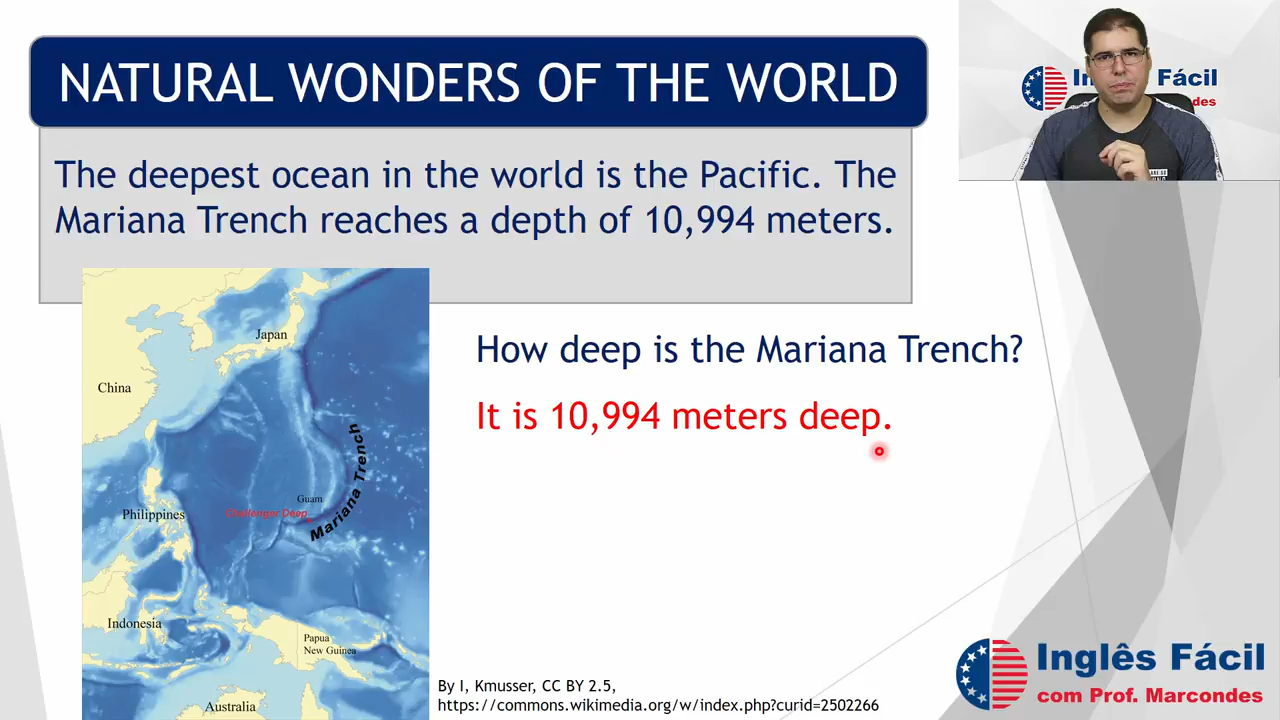 NATURAL WONDERS OF THE WORLD
The deepest ocean in the world is the Pacific. The
Mariana Trench reaches a depth of 10,994 meters.
How deep is the Mariana Trench?
It is 10,994 meters deep.
Japan
China
Mariana Trench
Guam
Challenger Deep
Philippines
Indonesia
Papua
New Guinea
Australia
By I, Kmusser, CC BY 2.5,
https://commons.wikimedia.org/w/index.php?curid=2502266
Inglês Fácil
com Prof. Marcondes
In Fácil
des